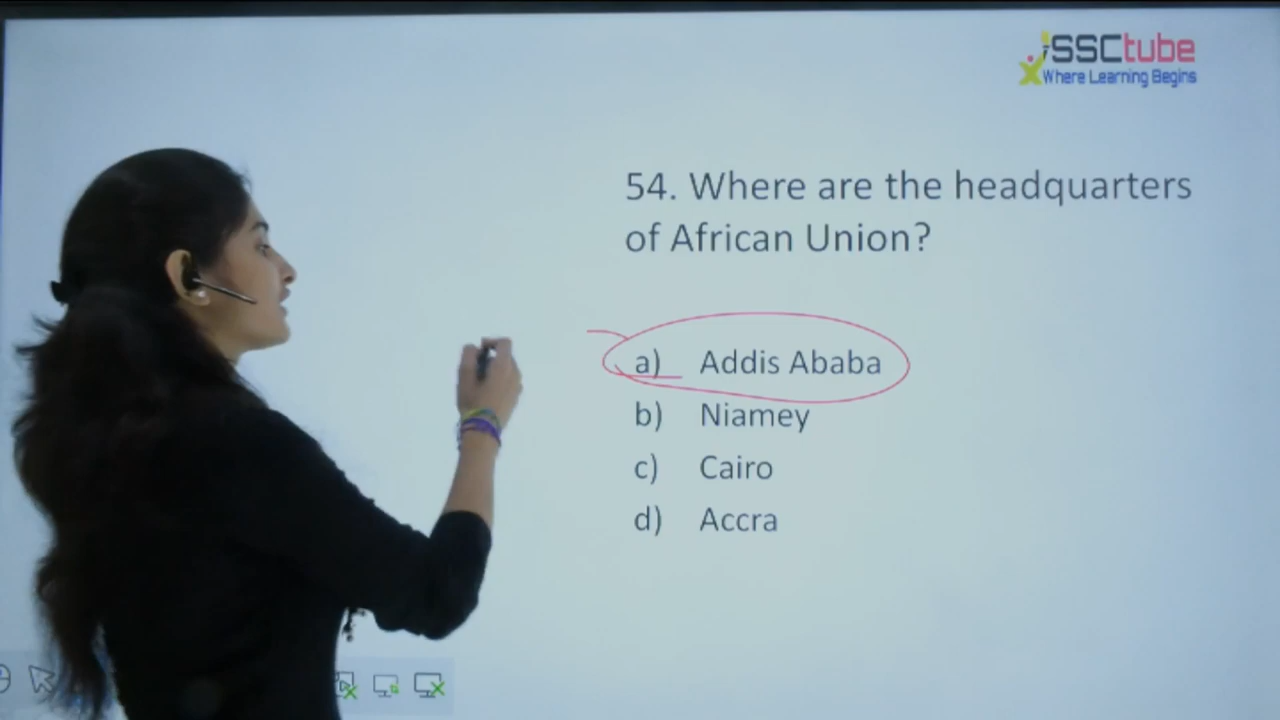 SSCtube
Where Learning Begins
54. Where are the headquarters
of African Union?
a) Addis Ababa
b) Niamey
c) Cairo
d) Accra